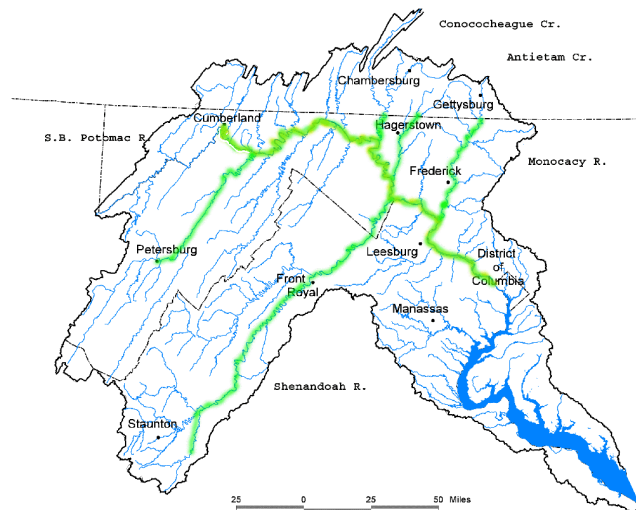 Conococheague Cr.
Antietam Cr.
Chambersburg
Gettysburg
Cumberland
Hagerstown
S.B. Potomac R.
Monocacy R.
Frederick
Petersburg
Leesburg
District
of
Columbia
Front
Royal
Manassas
Shenandoah R.
Staunton
25 0 25 50 Miles